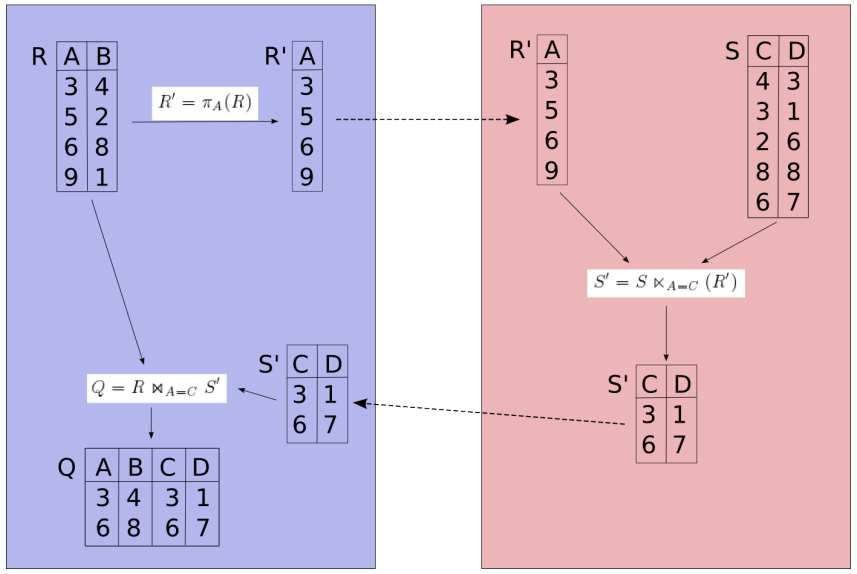 R A B
3 4
5 2
6 8
9 1
R′ = π_A(R)
R' A
3
5
6
9
R' A
3
5
6
9
S C D
4 3
3 1
2 6
8 8
6 7
S′ = S ⋉_{A=C} (R′)
S' C D
3 1
6 7
S' C D
3 1
6 7
Q = R ⋈_{A=C} S′
Q A B C D
3 4 3 1
6 8 6 7